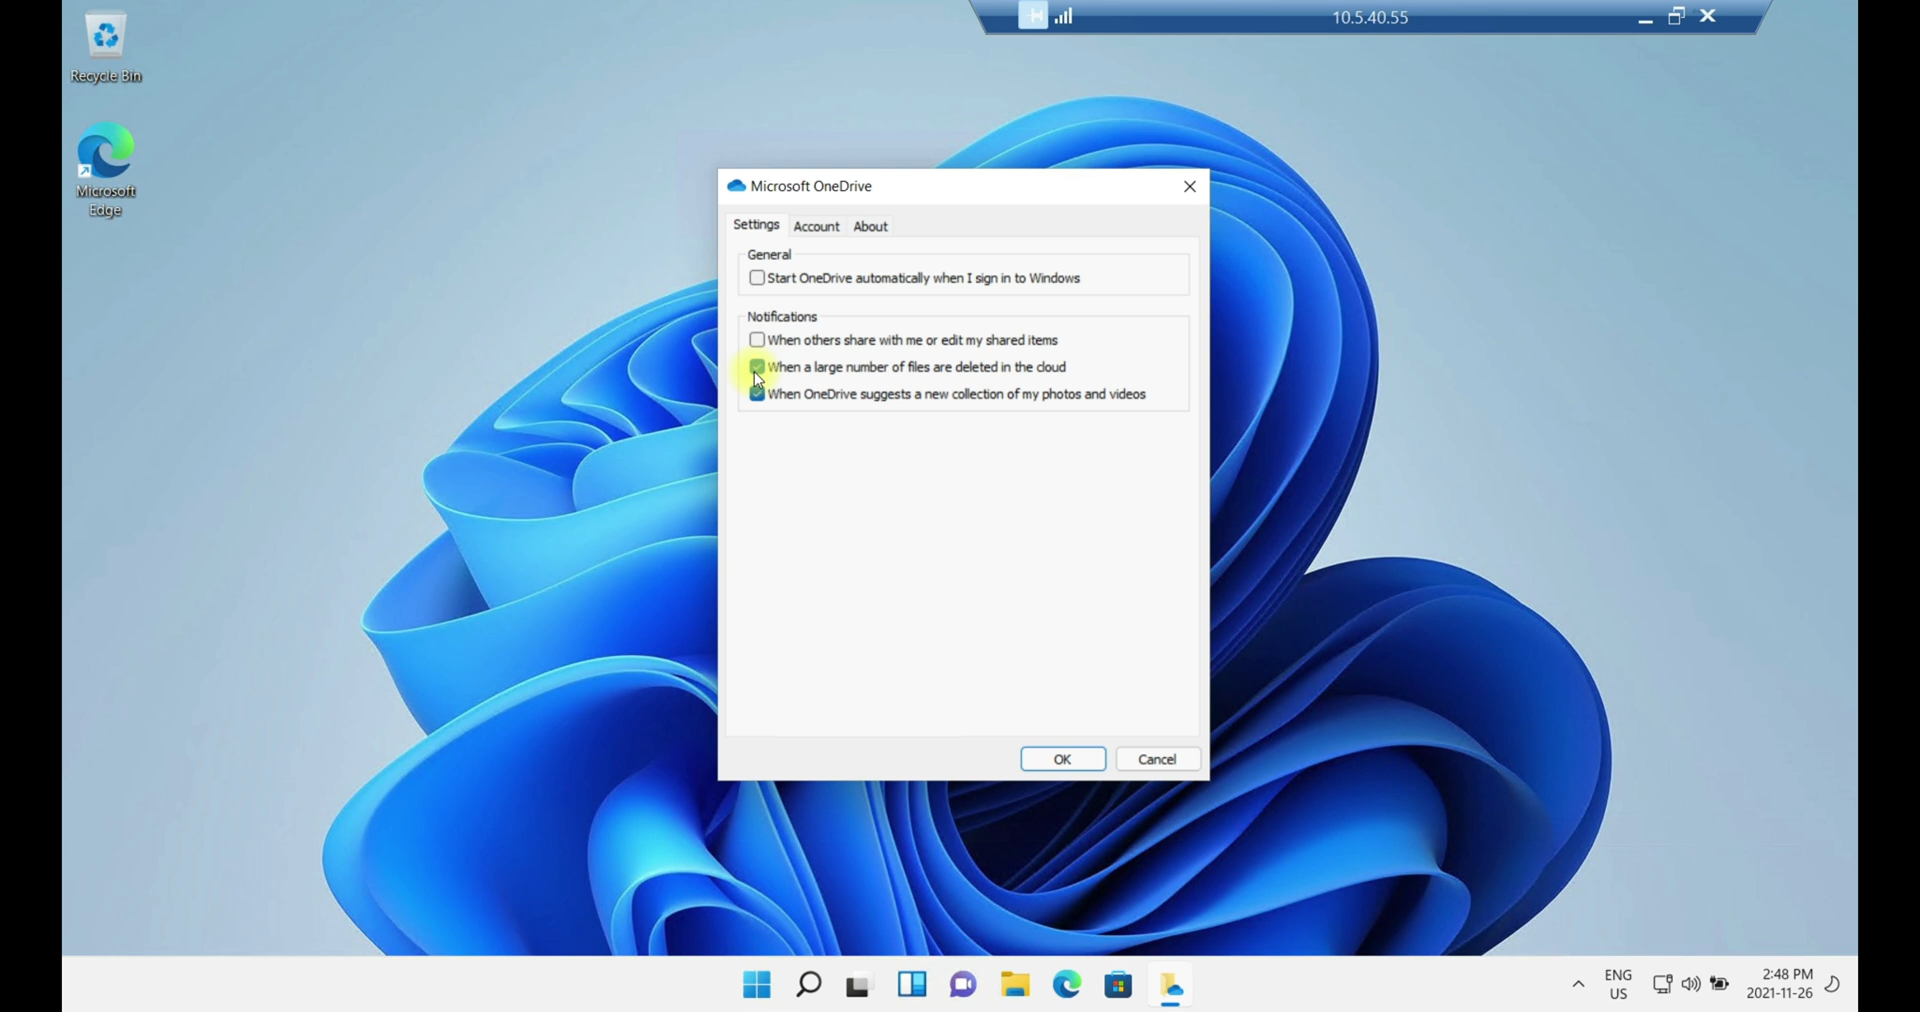 10.5.40.55
Recycle Bin
Microsoft
Edge
Microsoft OneDrive
Settings Account About
General
Start OneDrive automatically when I sign in to Windows
Notifications
When others share with me or edit my shared items
When a large number of files are deleted in the cloud
When OneDrive suggests a new collection of my photos and videos
OK Cancel
ENG
US
2:48 PM
2021-11-26